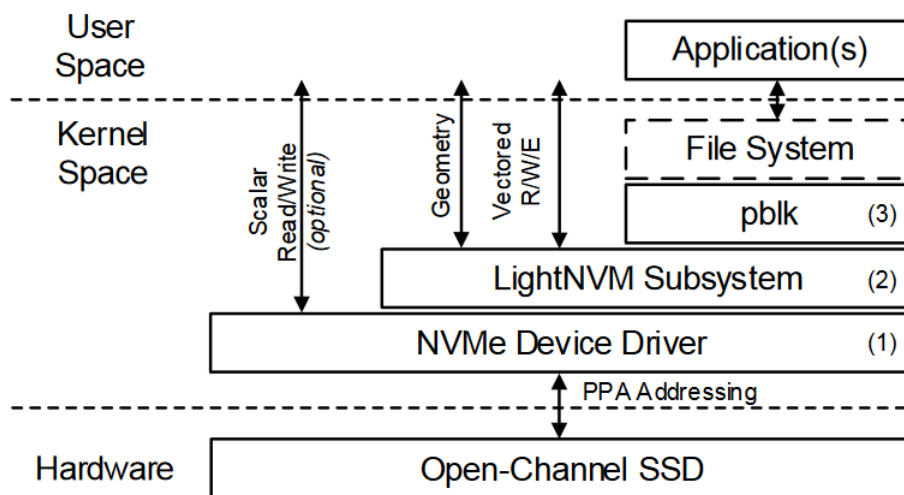 User
Space
Application(s)
Kernel
Space
File System
Scalar
Read/Write
(optional)
Geometry
Vectored
R/W/E
pblk (3)
LightNVM Subsystem (2)
NVMe Device Driver (1)
PPA Addressing
Hardware
Open-Channel SSD